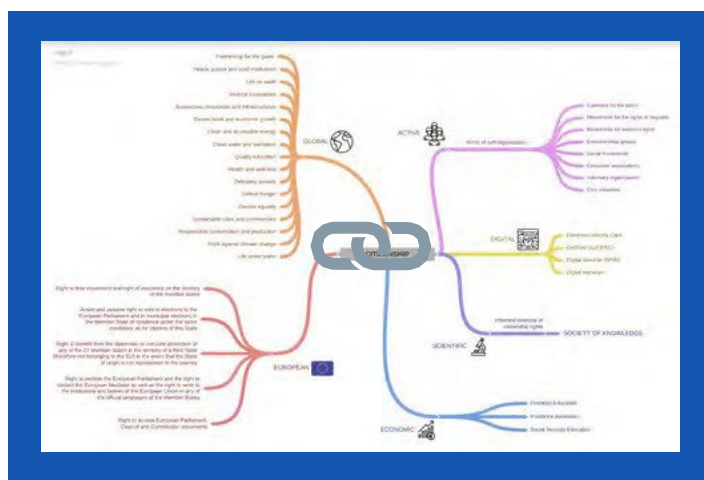 Partnering for the goals
Peace, justice and solid institutions
Life on earth
Reduce inequalities
Businesses, innovation and infrastructures
Decent work and economic growth
Clean and accessible energy
Clean water and sanitation
Quality education
Health and wellness
Defeating poverty
Defeat hunger
Gender equality
Sustainable cities and communities
Responsible consumption and production
Fight against climate change
Life under water
GLOBAL
ACTIVE
forms of self-organization
Movements for the rights of
Movements for women's rights
Environmental groups
Social movements
Consumer associations
Voluntary organizations
Civic initiatives
DIGITAL
Electronic Identity Card
Certified mail (PEC)
Digital Identities (SPID)
Digital signature
CITIZENSHIP
Informed exercise of
citizenship rights
SOCIETY OF KNOWLEDGE
SCIENTIFIC
Right to free movement and right of residence on the territory
of the member states
Active and passive right to vote in elections to the
European Parliament and in municipal elections in
the Member State of residence under the same
conditions as for citizens of this State
Right to benefit from the diplomatic or consular protection of
any of the 27 member states in the territory of a third State
(therefore not belonging to the EU) in the event that the State
of origin is not represented in the country
Right to petition the European Parliament and the right to
contact the European Mediator as well as the right to write to
the institutions and bodies of the European Union in any of
the official languages of the Member States
Right to access European Parliament,
Council and Commission documents
EUROPEAN
ECONOMIC
Financial Education
Insurance education
Social Security Education